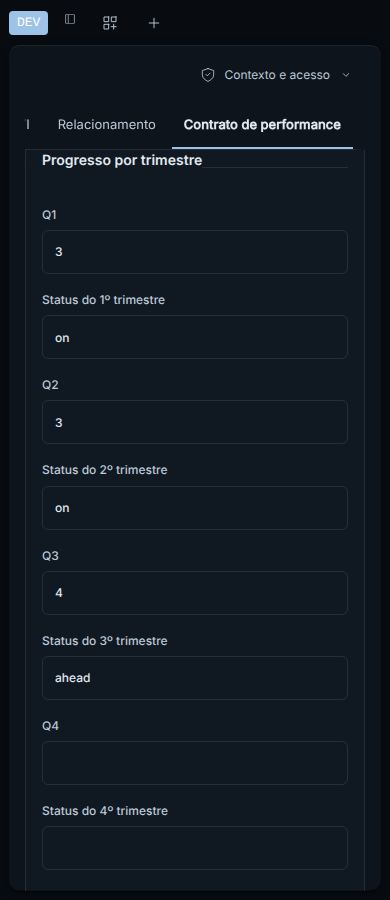 DEV
Contexto e acesso
Relacionamento
Contrato de performance
Progresso por trimestre
Q1
3
Status do 1º trimestre
on
Q2
3
Status do 2º trimestre
on
Q3
4
Status do 3º trimestre
ahead
Q4
Status do 4º trimestre